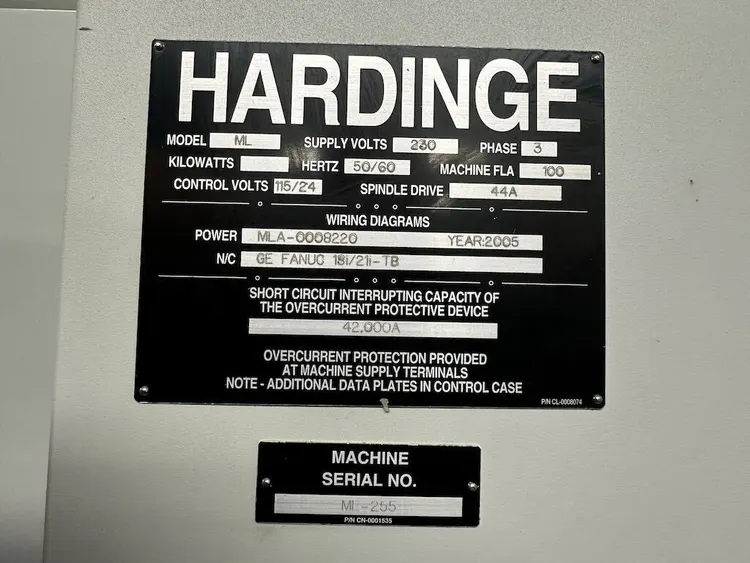 HARDINGE
MODEL ML SUPPLY VOLTS 230 PHASE 3
KILOWATTS HERTZ 50/60 MACHINE FLA 100
CONTROL VOLTS 115/24 SPINDLE DRIVE 44A
WIRING DIAGRAMS
POWER MLA-0008220 YEAR:2005
N/C GE FANUC 18i/21i-TB
SHORT CIRCUIT INTERRUPTING CAPACITY OF
THE OVERCURRENT PROTECTIVE DEVICE
42,000A
OVERCURRENT PROTECTION PROVIDED
AT MACHINE SUPPLY TERMINALS
NOTE - ADDITIONAL DATA PLATES IN CONTROL CASE
P/N CL-0008074
MACHINE
SERIAL NO.
ML-255
P/N CN-0001535